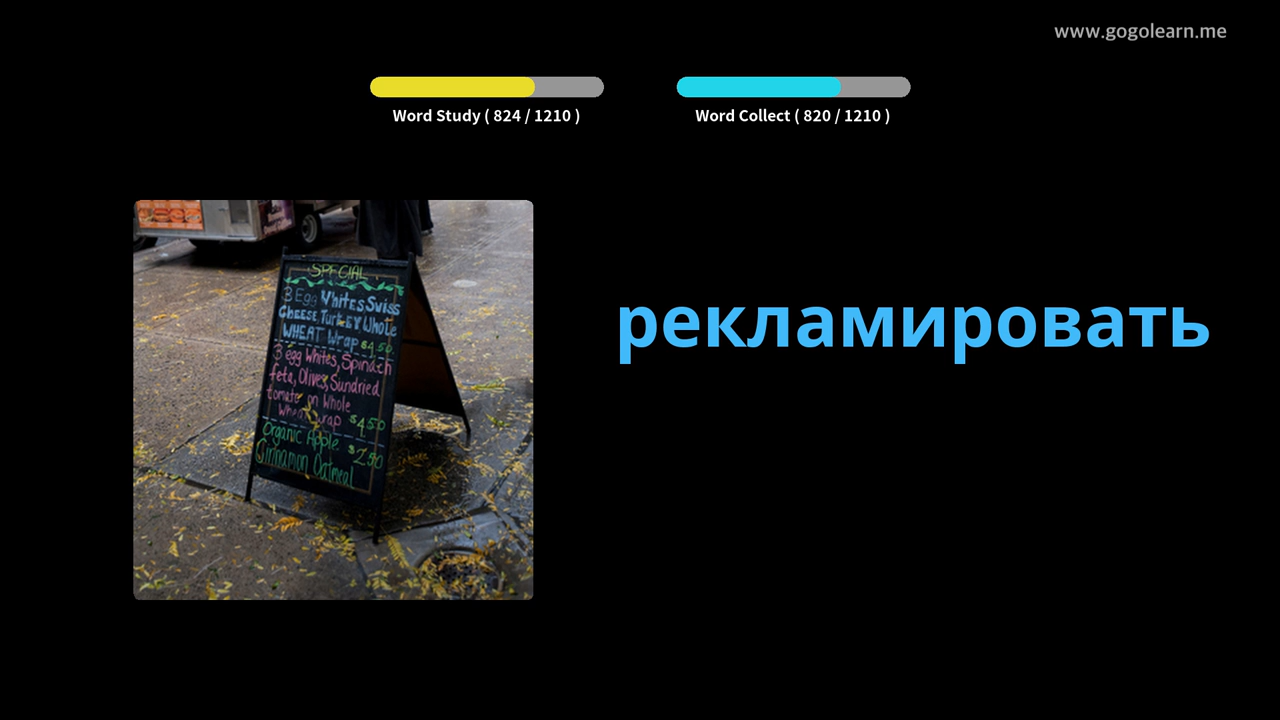 www.gogolearn.me
Word Study ( 824 / 1210 )
Word Collect ( 820 / 1210 )
рекламировать
SPECIAL
3 Egg Whites, Swiss
Cheese, Turkey Whole
WHEAT Wrap $4.50
3 egg Whites, Spinach
feta, Olives, Sundried
tomato on Whole
Wheat Wrap $4.50
Organic Apple
Cinnamon Oatmeal $2.50